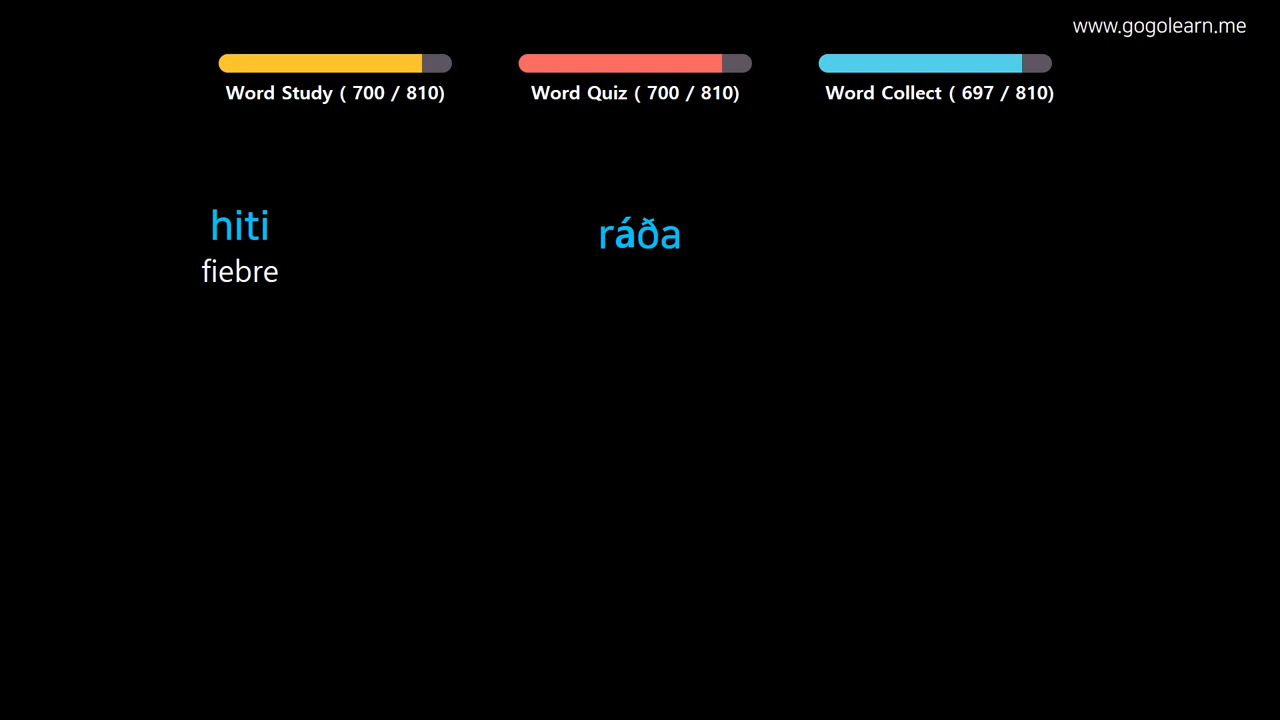 www.gogolearn.me
Word Study ( 700 / 810)
Word Quiz ( 700 / 810)
Word Collect ( 697 / 810)
hiti
fiebre
ráða